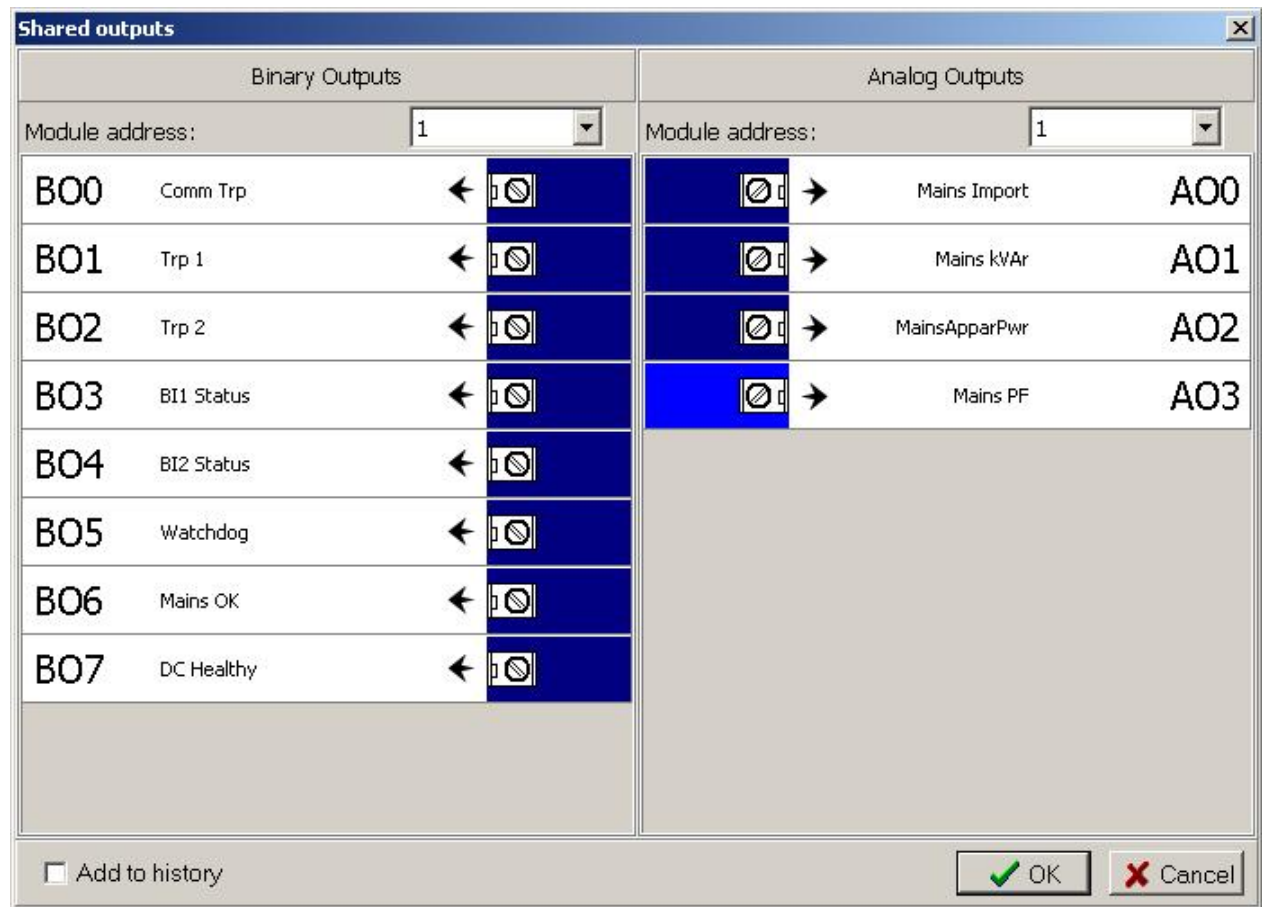 Shared outputs
Binary Outputs
Analog Outputs
Module address: 1
Module address: 1
BO0 Comm Trp
BO1 Trp 1
BO2 Trp 2
BO3 BI1 Status
BO4 BI2 Status
BO5 Watchdog
BO6 Mains OK
BO7 DC Healthy
Mains Import AO0
Mains kVAr AO1
MainsApparPwr AO2
Mains PF AO3
Add to history
OK
Cancel